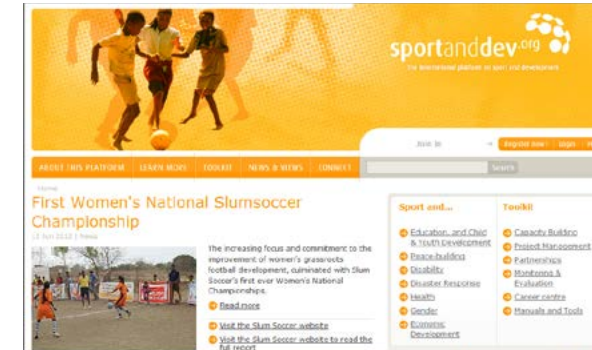 sportanddev.org
The international platform on sport and development
Join in
Register now! Login
ABOUT THIS PLATFORM LEARN MORE TOOLKIT NEWS & VIEWS CONNECT
Search
Home
First Women's National Slumsoccer
Championship
Jun 2012 | News
The increasing focus and commitment to the
improvement of women's grassroots
football development, culminated with Slum
Soccer's first ever Women's National
Championships.
Read more
Visit the Slum Soccer website
Visit the Slum Soccer website to read the
full report
Sport and...
Education, and Child
& Youth Development
Peace-building
Disability
Disaster Response
Health
Gender
Economic
Development
Toolkit
Capacity Building
Project Management
Partnerships
Monitoring &
Evaluation
Career centre
Manuals and Tools